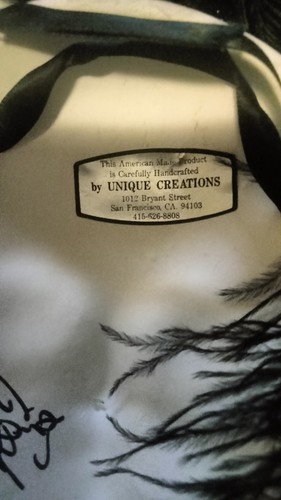 This American Made Product
is Carefully Handcrafted
by UNIQUE CREATIONS
1012 Bryant Street
San Francisco, CA. 94103
415-626-8808